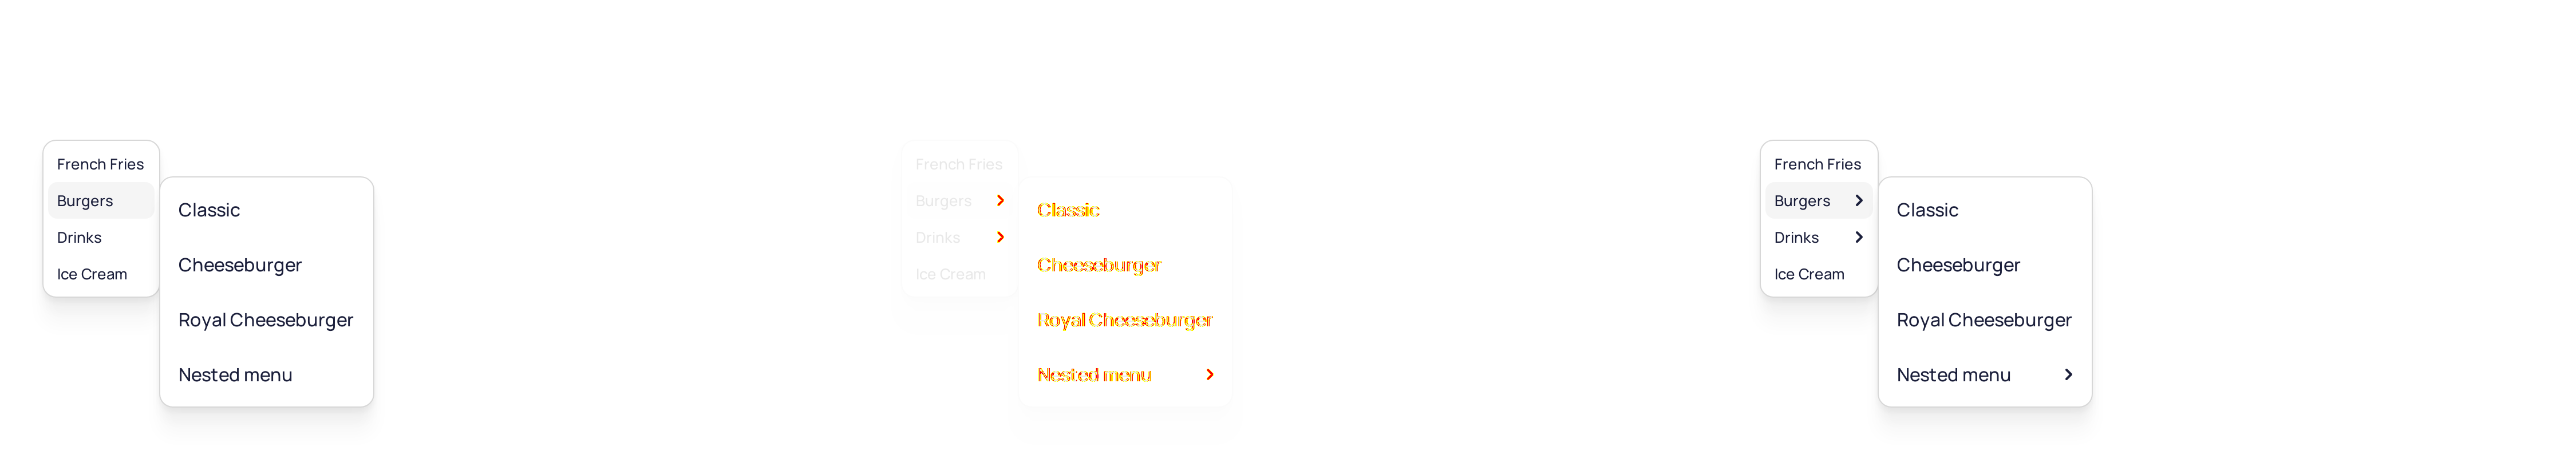 French Fries
Burgers
Drinks
Ice Cream
Classic
Cheeseburger
Royal Cheeseburger
Nested menu
French Fries
Burgers
Drinks
Ice Cream
Classic
Cheeseburger
Royal Cheeseburger
Nested menu
French Fries
Burgers
Drinks
Ice Cream
Classic
Cheeseburger
Royal Cheeseburger
Nested menu